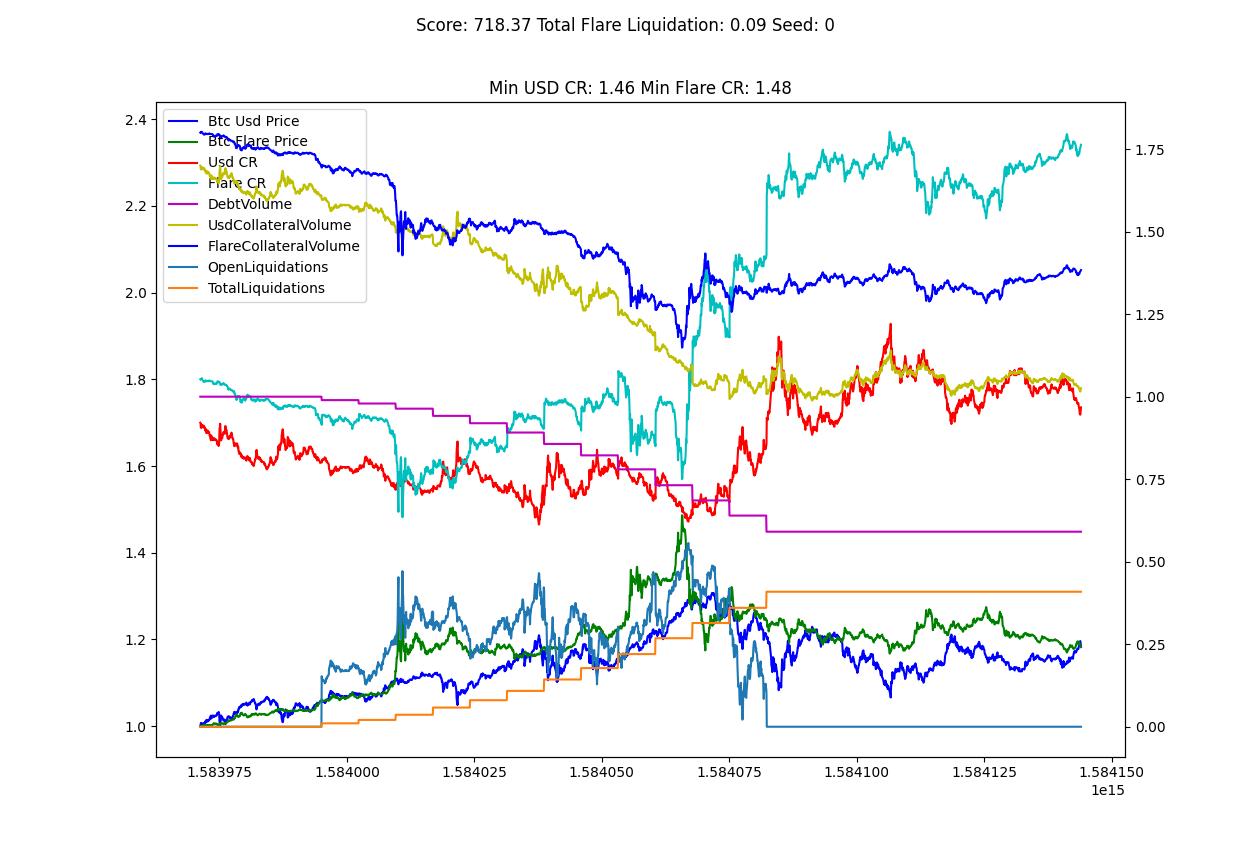 Score: 718.37 Total Flare Liquidation: 0.09 Seed: 0
Min USD CR: 1.46 Min Flare CR: 1.48
Btc Usd Price
Btc Flare Price
Usd CR
Flare CR
DebtVolume
UsdCollateralVolume
FlareCollateralVolume
OpenLiquidations
TotalLiquidations
2.4
2.2
2.0
1.8
1.6
1.4
1.2
1.0
1.75
1.50
1.25
1.00
0.75
0.50
0.25
0.00
1.583975 1.584000 1.584025 1.584050 1.584075 1.584100 1.584125 1.584150
1e15